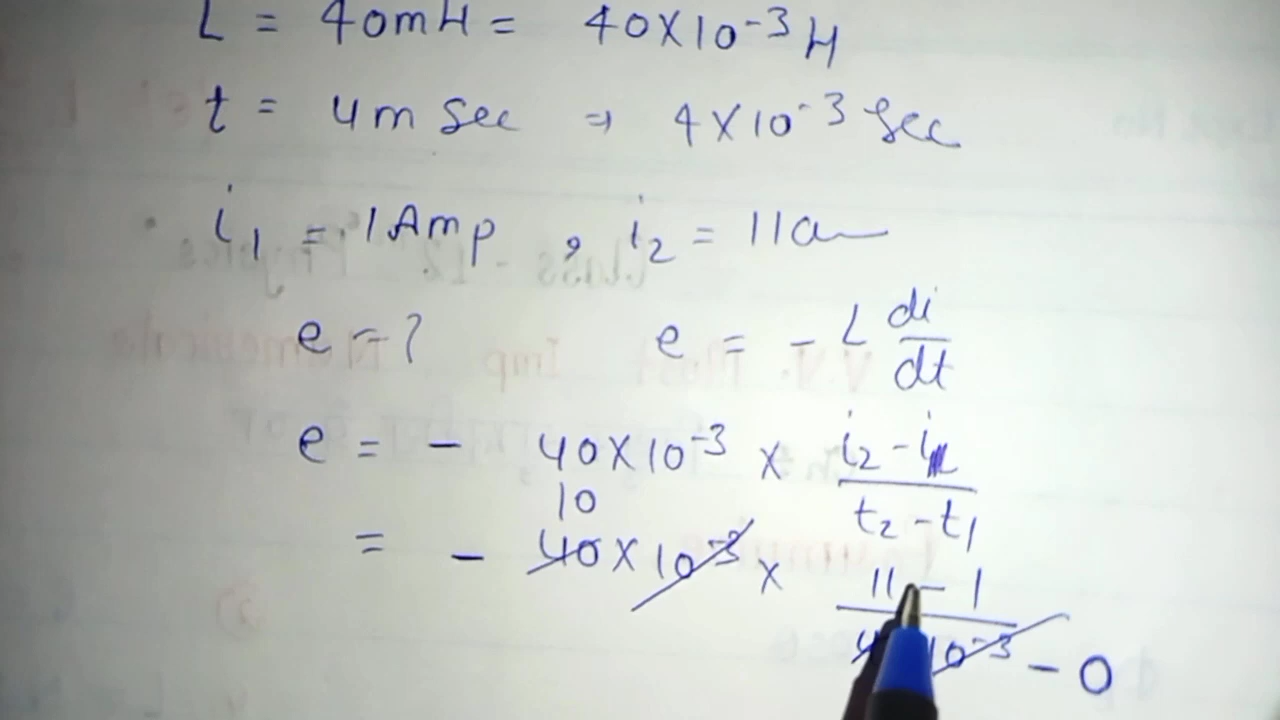 L = 40mH = 40×10⁻³ H
t = 4m Sec ⇒ 4×10⁻³ Sec
i₁ = 1Amp, i₂ = 11a
e = ? e = - L di/dt
e = - 40×10⁻³ × (i₂ - i)/(t₂ - t₁)
10
= - 40×10⁻³ × (11 - 1)/(4 10⁻³ - 0)